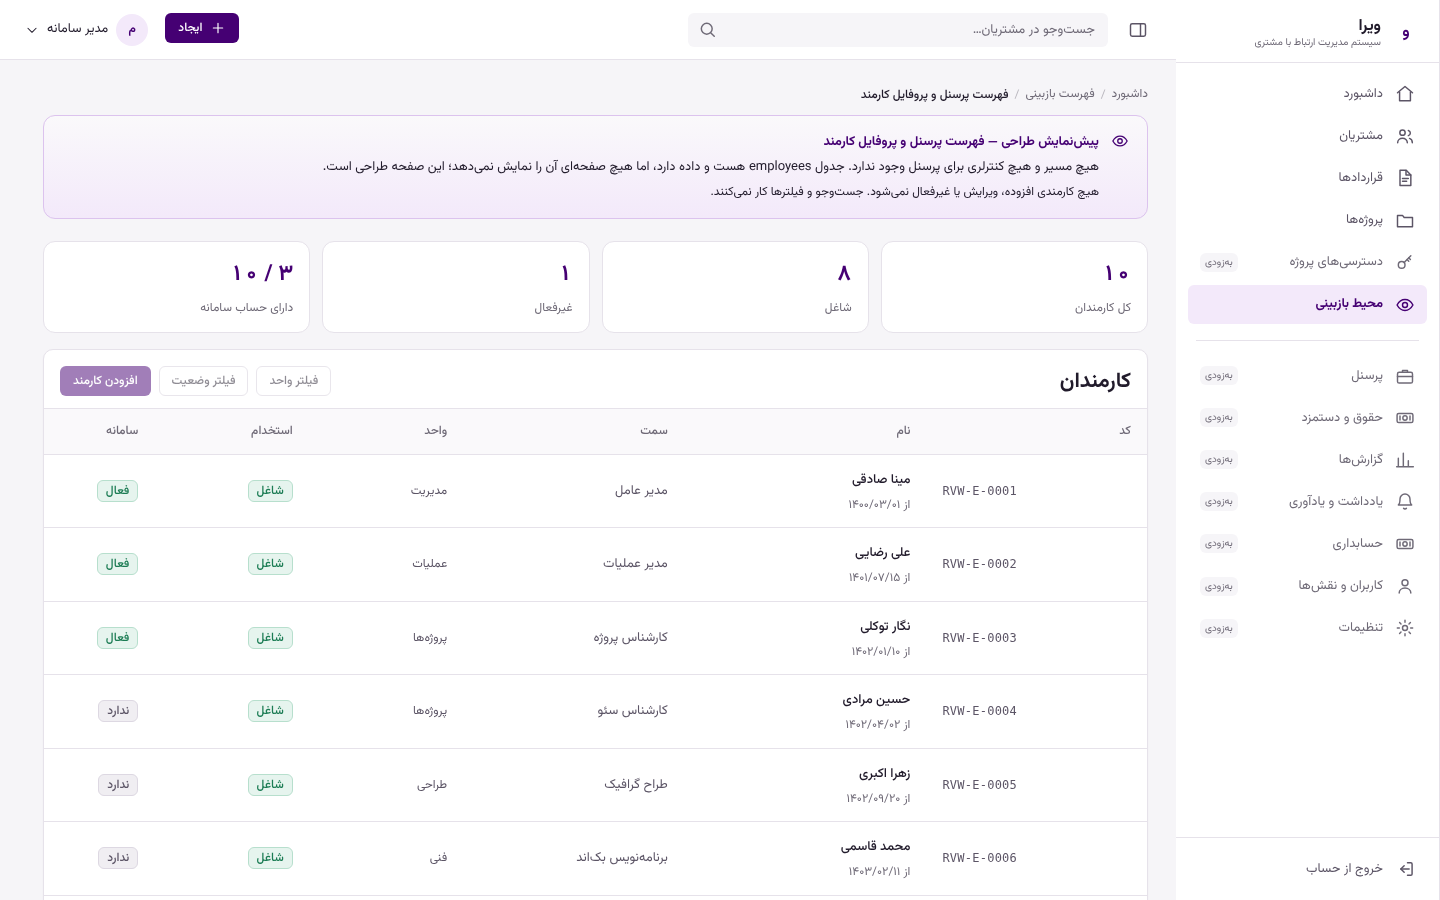 و
ویرا
سیستم مدیریت ارتباط با مشتری
داشبورد
مشتریان
قراردادها
پروژه‌ها
دسترسی‌های پروژه
به‌زودی
محیط بازبینی
پرسنل
به‌زودی
حقوق و دستمزد
به‌زودی
گزارش‌ها
به‌زودی
یادداشت و یادآوری
به‌زودی
حسابداری
به‌زودی
کاربران و نقش‌ها
به‌زودی
تنظیمات
به‌زودی
خروج از حساب
جست‌وجو در مشتریان…
ایجاد
م
مدیر سامانه
داشبورد / فهرست بازبینی / فهرست پرسنل و پروفایل کارمند
پیش‌نمایش طراحی — فهرست پرسنل و پروفایل کارمند
هیچ مسیر و هیچ کنترلری برای پرسنل وجود ندارد. جدول employees هست و داده دارد، اما هیچ صفحه‌ای آن را نمایش نمی‌دهد؛ این صفحه طراحی است.
هیچ کارمندی افزوده، ویرایش یا غیرفعال نمی‌شود. جست‌وجو و فیلترها کار نمی‌کنند.
۱۰
کل کارمندان
۸
شاغل
۱
غیرفعال
۳ / ۱۰
دارای حساب سامانه
کارمندان
فیلتر واحد
فیلتر وضعیت
افزودن کارمند
کد نام سمت واحد استخدام سامانه
RVW-E-0001 مینا صادقی مدیر عامل مدیریت شاغل فعال
از ۱۴۰۰/۰۳/۰۱
RVW-E-0002 علی رضایی مدیر عملیات عملیات شاغل فعال
از ۱۴۰۱/۰۷/۱۵
RVW-E-0003 نگار توکلی کارشناس پروژه پروژه‌ها شاغل فعال
از ۱۴۰۲/۰۱/۱۰
RVW-E-0004 حسین مرادی کارشناس سئو پروژه‌ها شاغل ندارد
از ۱۴۰۲/۰۴/۰۲
RVW-E-0005 زهرا اکبری طراح گرافیک طراحی شاغل ندارد
از ۱۴۰۲/۰۹/۲۰
RVW-E-0006 محمد قاسمی برنامه‌نویس بک‌اند فنی شاغل ندارد
از ۱۴۰۳/۰۲/۱۱